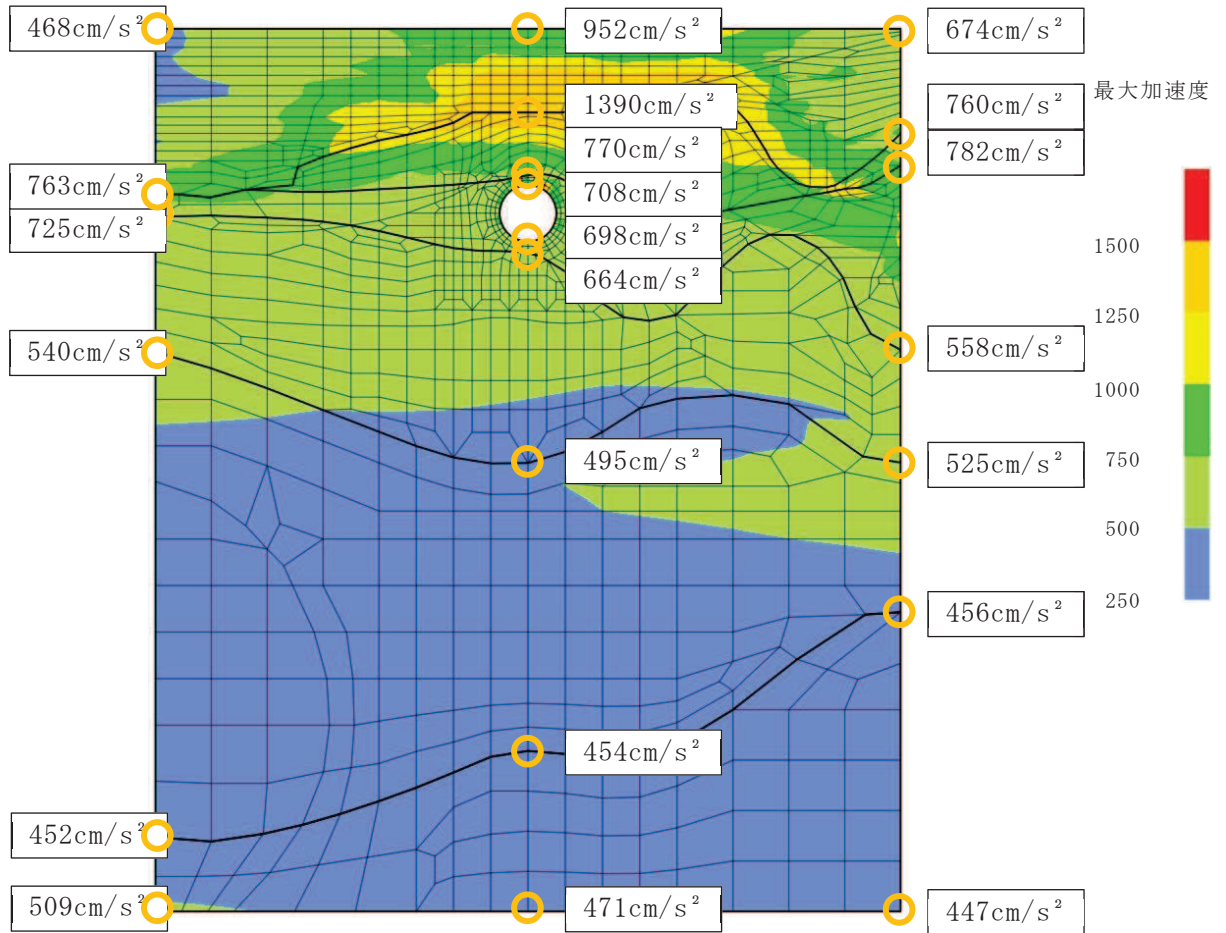 468cm/s²
952cm/s²
674cm/s²
最大加速度
1390cm/s²
760cm/s²
770cm/s²
782cm/s²
763cm/s²
708cm/s²
725cm/s²
698cm/s²
664cm/s²
1500
1250
540cm/s²
558cm/s²
1000
750
495cm/s²
525cm/s²
500
250
456cm/s²
454cm/s²
452cm/s²
509cm/s²
471cm/s²
447cm/s²